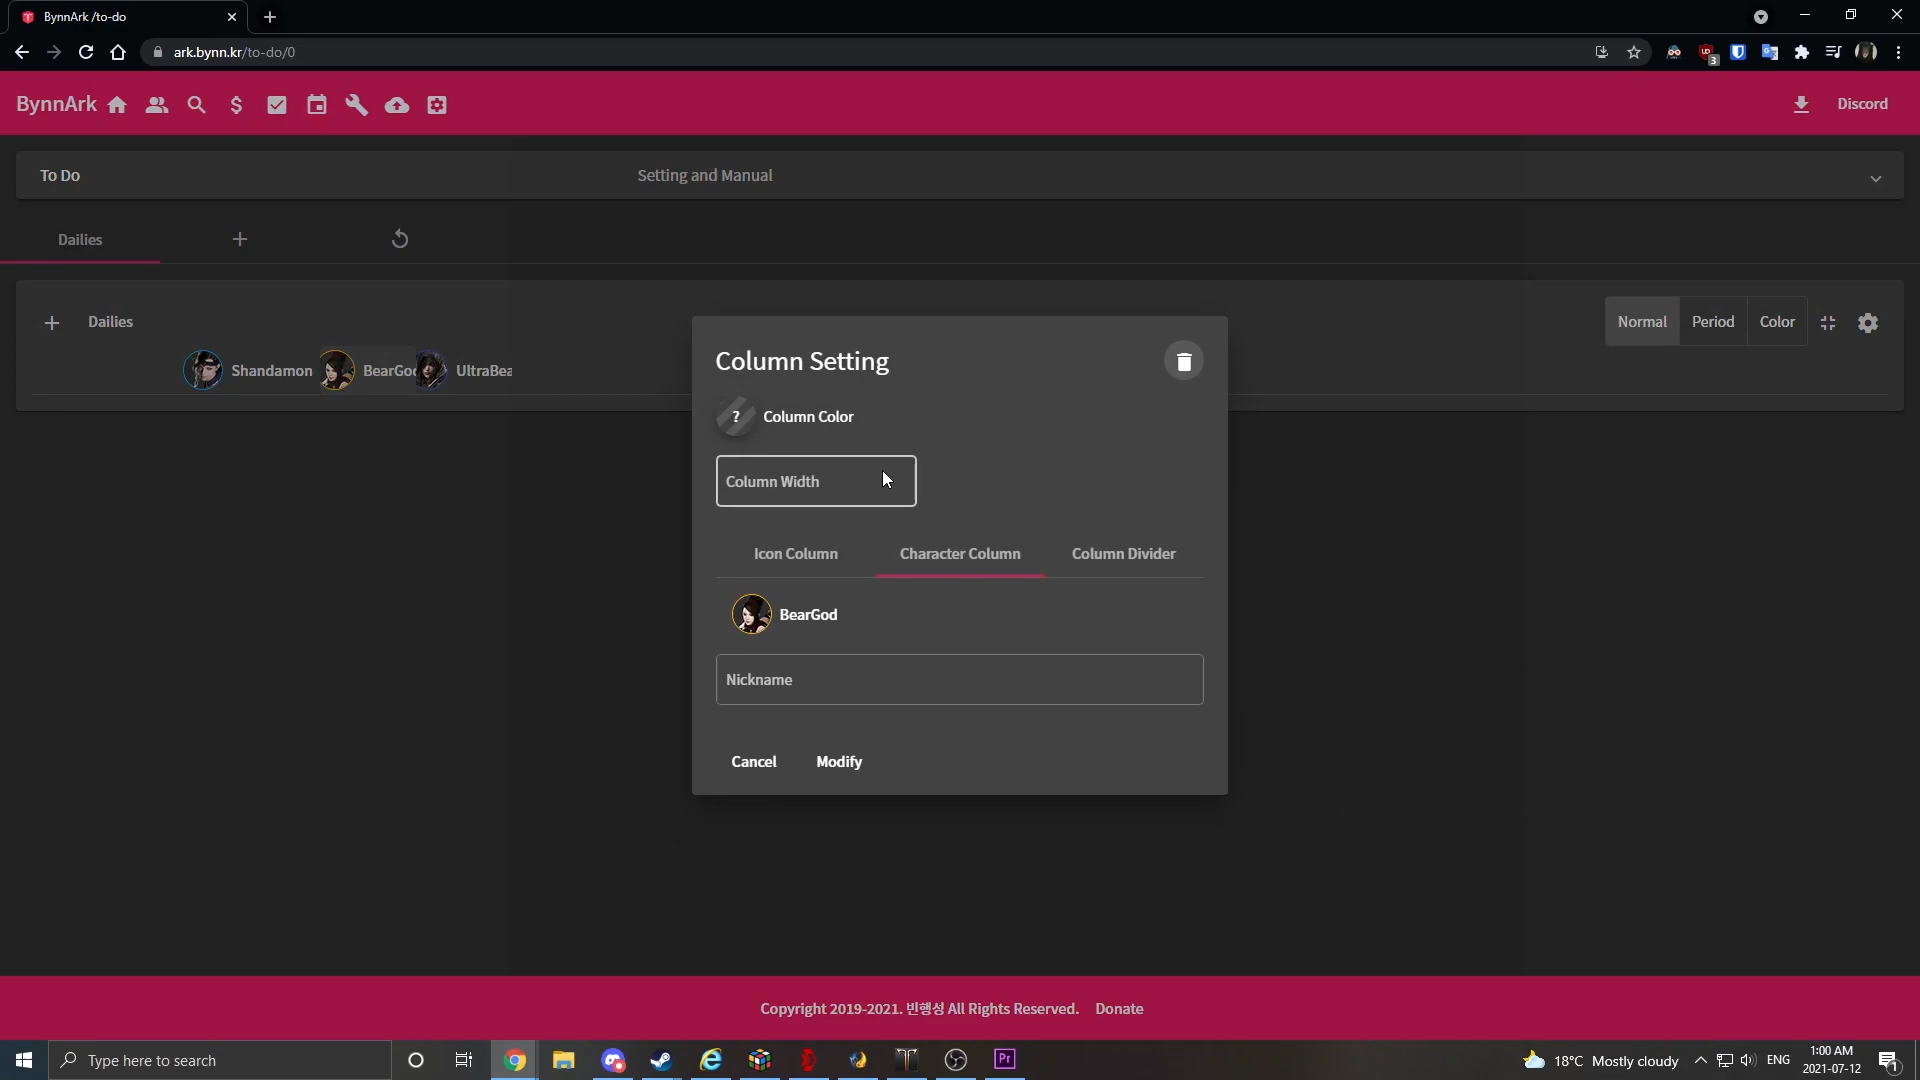 BynnArk /to-do
ark.bynn.kr/to-do/0
3
BynnArk
Discord
To Do
Setting and Manual
Dailies
Dailies
Normal
Period
Color
Shandamon
BearGo
UltraBea
Column Setting
?
Column Color
Column Width
Icon Column
Character Column
Column Divider
BearGod
Nickname
Cancel
Modify
Copyright 2019-2021. 빈행성 All Rights Reserved.
Donate
Type here to search
Pr
18°C Mostly cloudy
ENG
1:00 AM
2021-07-12
1